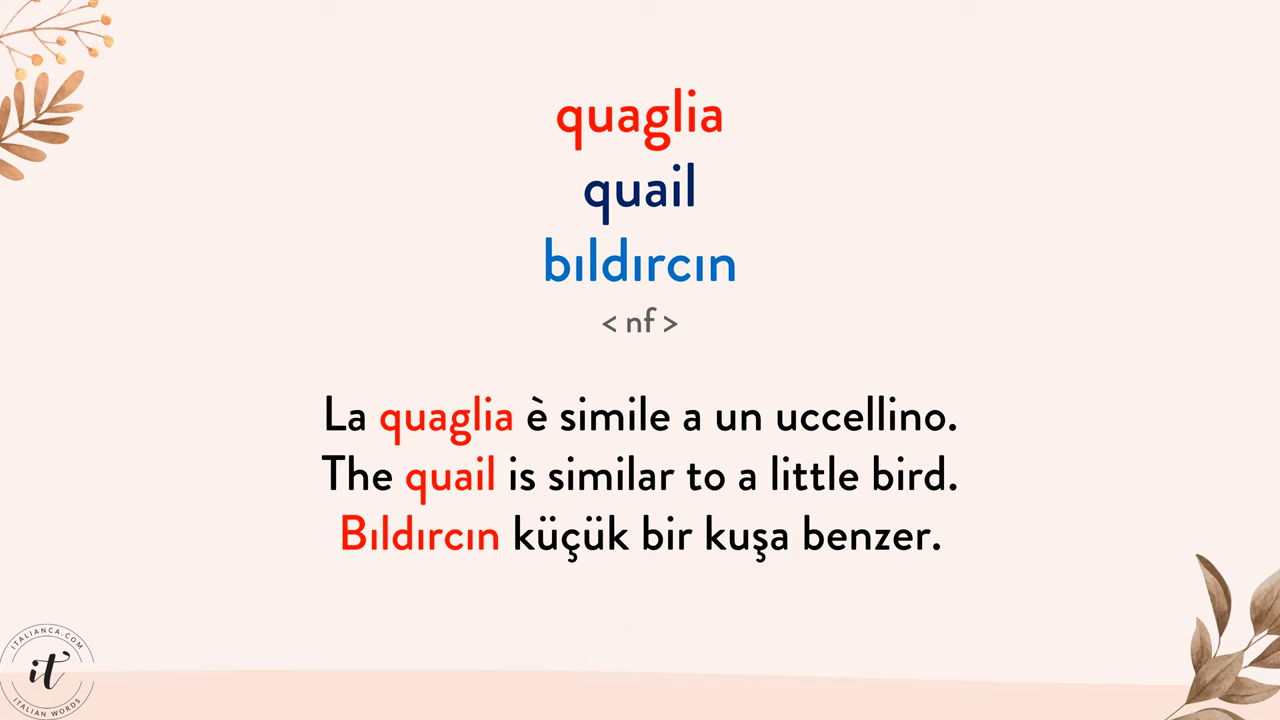 quaglia
quail
bıldırcın
< nf >
La quaglia è simile a un uccellino.
The quail is similar to a little bird.
Bıldırcın küçük bir kuşa benzer.
ITALIANCA.COM
it
ITALIAN WORDS